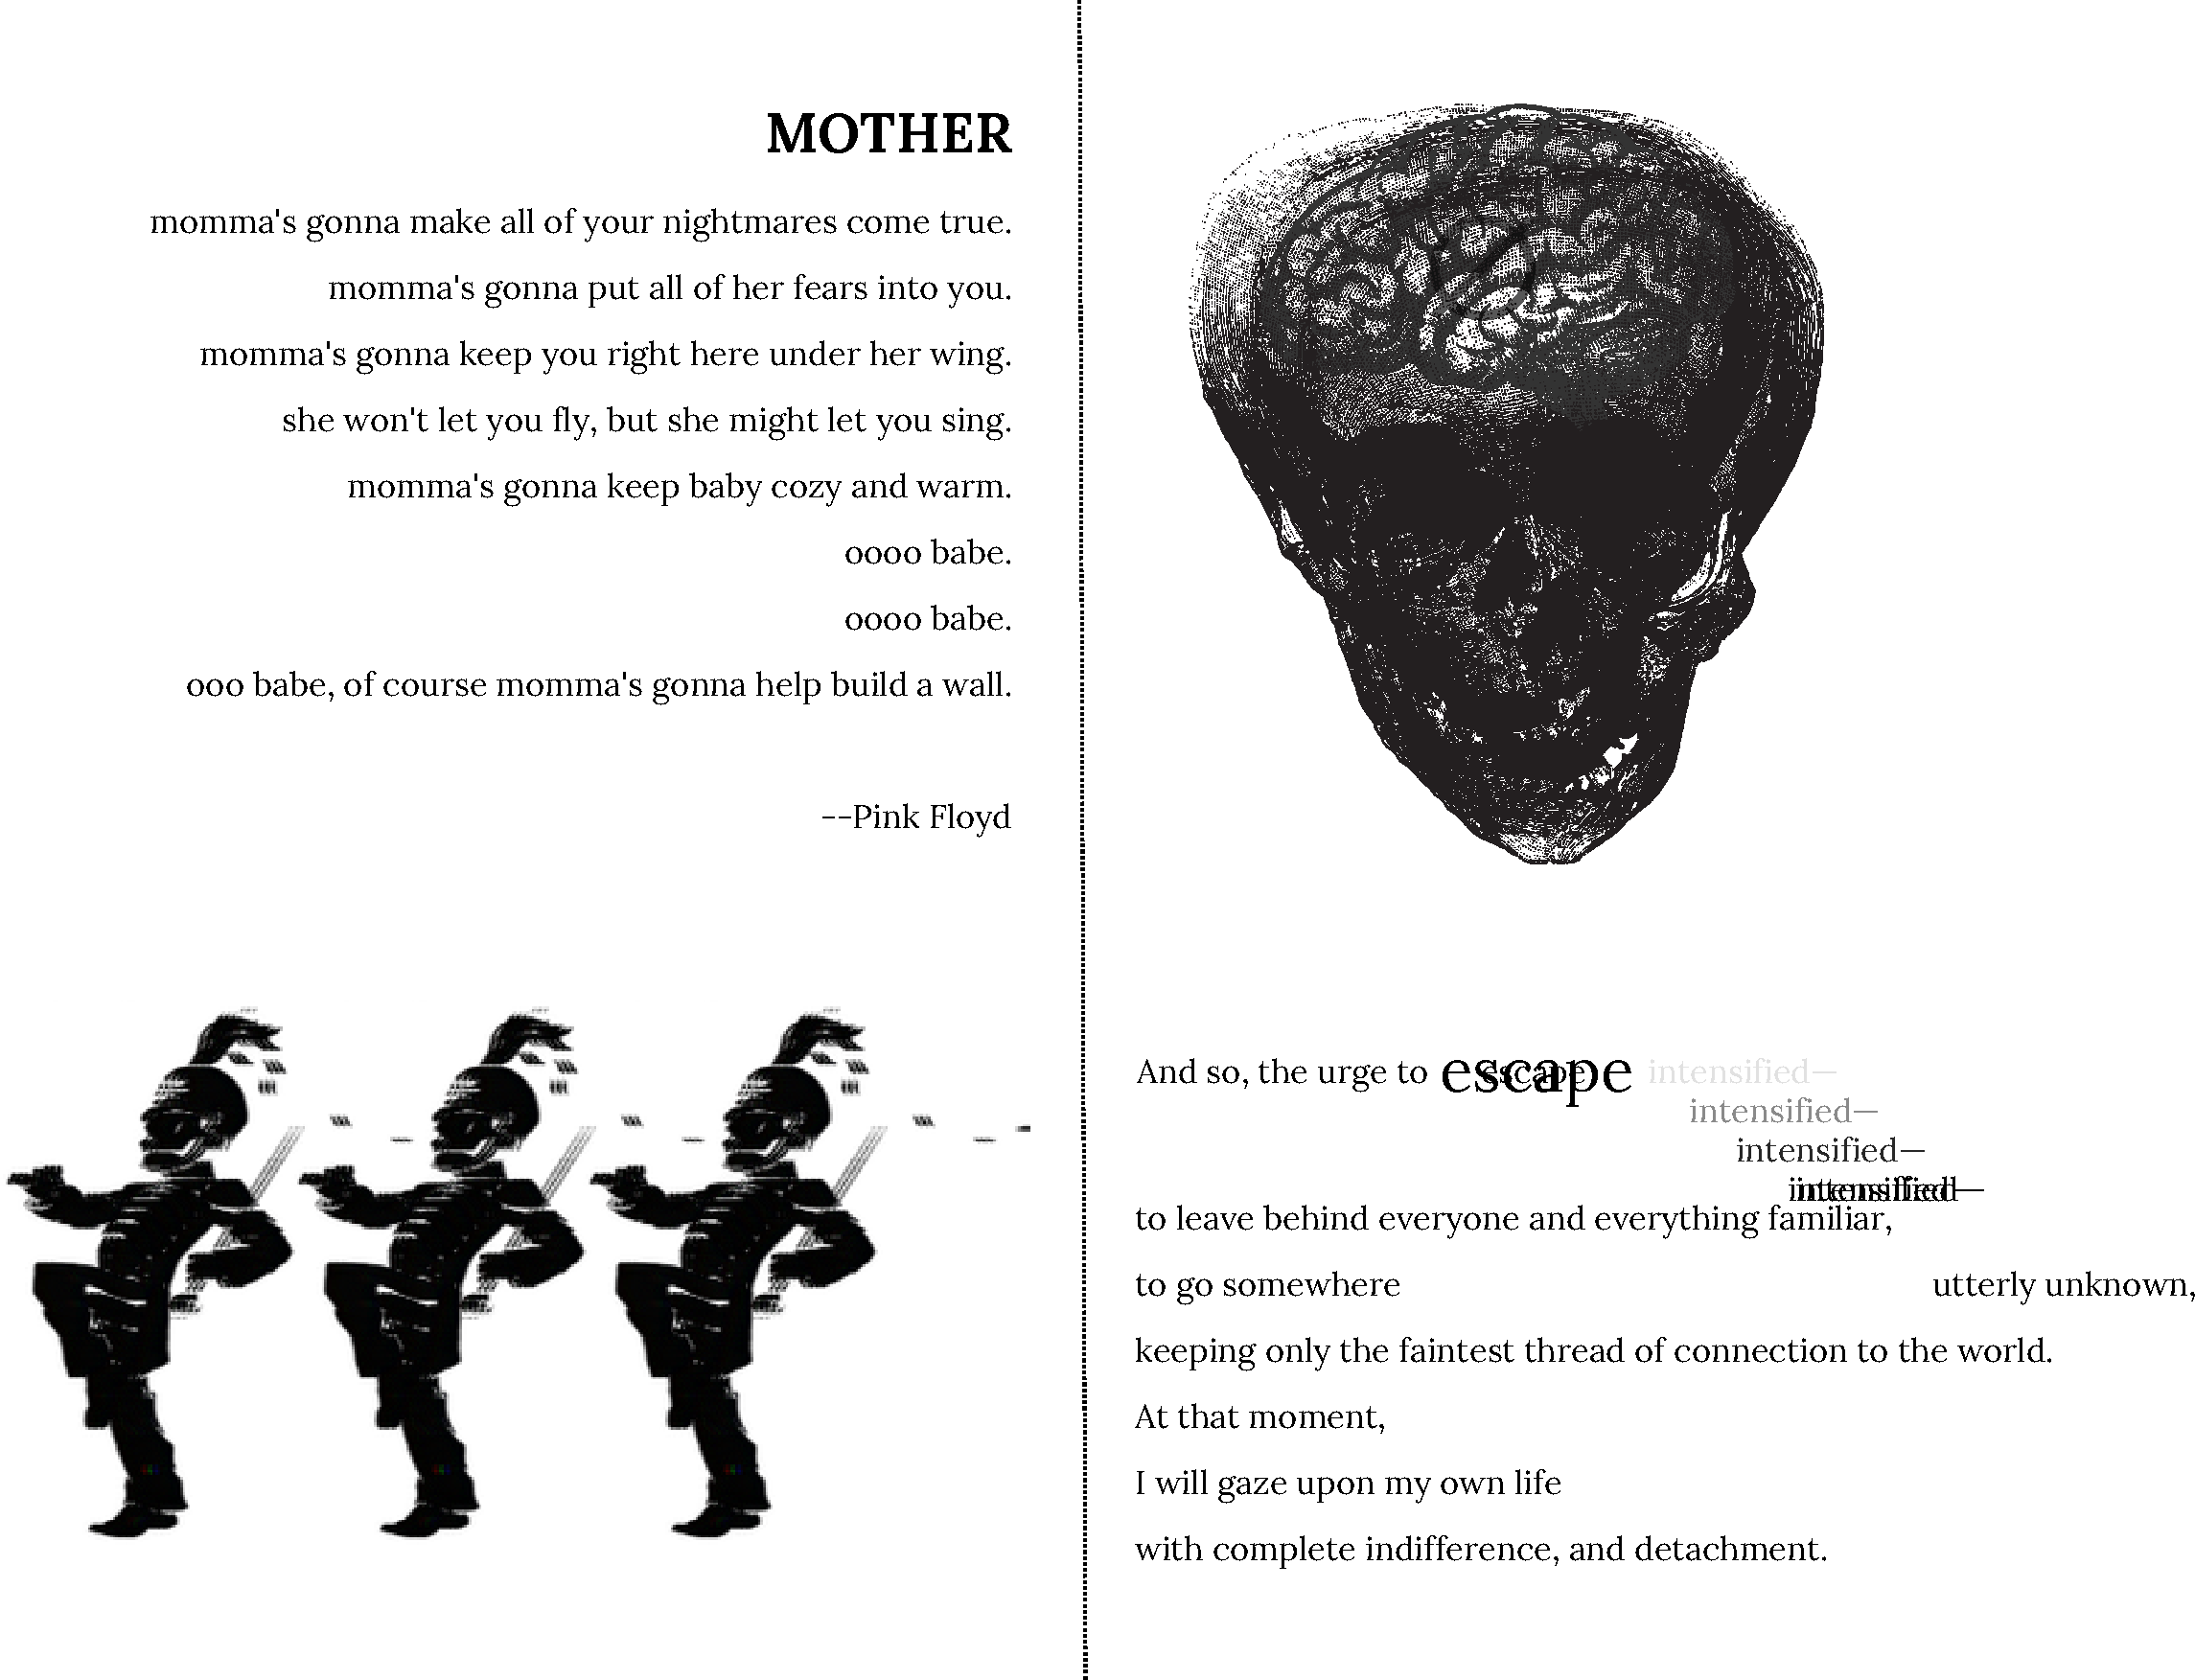 MOTHER
momma's gonna make all of your nightmares come true.
momma's gonna put all of her fears into you.
momma's gonna keep you right here under her wing.
she won't let you fly, but she might let you sing.
momma's gonna keep baby cozy and warm.
oooo babe.
oooo babe.
ooo babe, of course momma's gonna help build a wall.
--Pink Floyd
And so, the urge to escape escape intensified—
intensified—
intensified—
intensified— intensified—
to leave behind everyone and everything familiar,
to go somewhere utterly unknown,
keeping only the faintest thread of connection to the world.
At that moment,
I will gaze upon my own life
with complete indifference, and detachment.